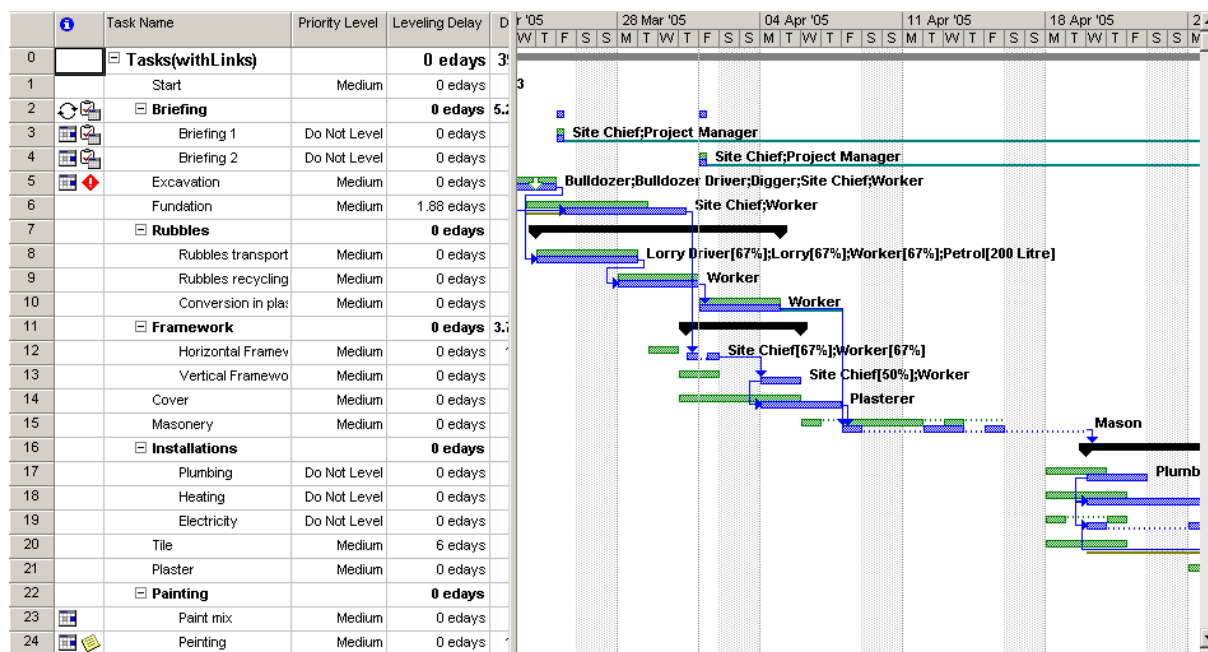 Task Name Priority Level Leveling Delay D r '05 28 Mar '05 04 Apr '05 11 Apr '05 18 Apr '05 2
W T F S S M T W T F S S M T W T F S S M T W T F S S M T W T F S S M
0 Tasks(withLinks) 0 edays 39
1 Start Medium 0 edays 3
2 Briefing 0 edays 5.2
3 Briefing 1 Do Not Level 0 edays Site Chief;Project Manager
4 Briefing 2 Do Not Level 0 edays Site Chief;Project Manager
5 Excavation Medium 0 edays Bulldozer;Bulldozer Driver;Digger;Site Chief;Worker
6 Fundation Medium 1.88 edays Site Chief;Worker
7 Rubbles 0 edays
8 Rubbles transport Medium 0 edays Lorry Driver[67%];Lorry[67%];Worker[67%];Petrol[200 Litre]
9 Rubbles recycling Medium 0 edays Worker
10 Conversion in plas Medium 0 edays Worker
11 Framework 0 edays 3.7
12 Horizontal Framev Medium 0 edays Site Chief[67%];Worker[67%]
13 Vertical Framewo Medium 0 edays Site Chief[50%];Worker
14 Cover Medium 0 edays Plasterer
15 Masonery Medium 0 edays Mason
16 Installations 0 edays
17 Plumbing Do Not Level 0 edays Plumb
18 Heating Do Not Level 0 edays
19 Electricity Do Not Level 0 edays
20 Tile Medium 6 edays
21 Plaster Medium 0 edays
22 Painting 0 edays
23 Paint mix Medium 0 edays
24 Peinting Medium 0 edays